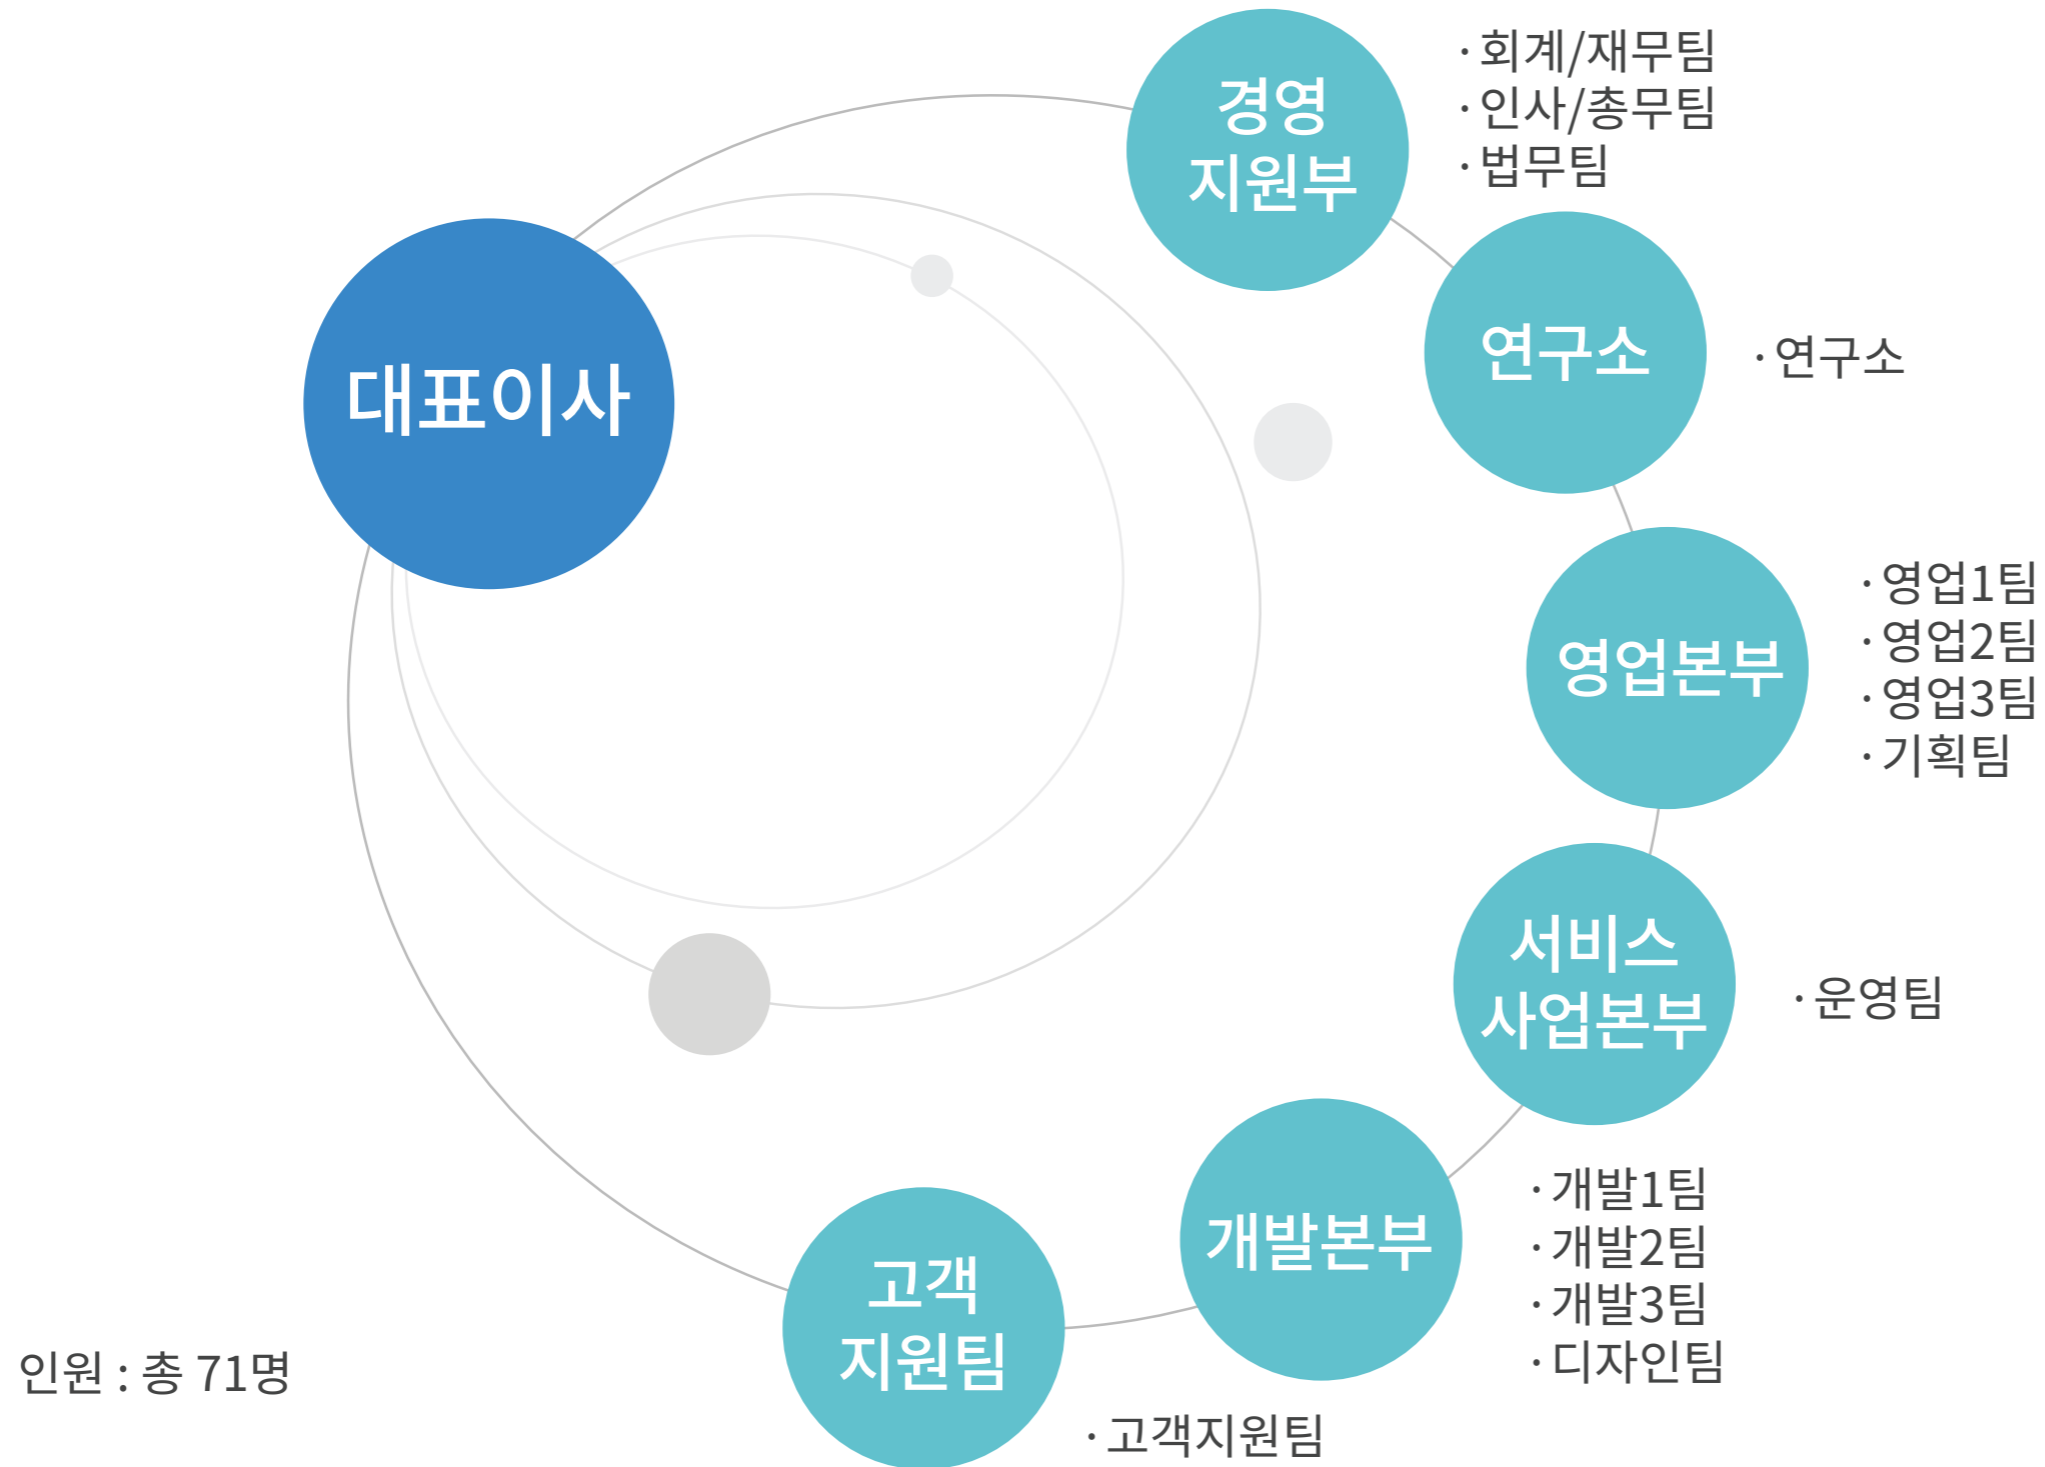 대표이사
경영
지원부
· 회계/재무팀
· 인사/총무팀
· 법무팀
연구소
· 연구소
영업본부
· 영업1팀
· 영업2팀
· 영업3팀
· 기획팀
서비스
사업본부
· 운영팀
개발본부
· 개발1팀
· 개발2팀
· 개발3팀
· 디자인팀
고객
지원팀
· 고객지원팀
인원 : 총 71명